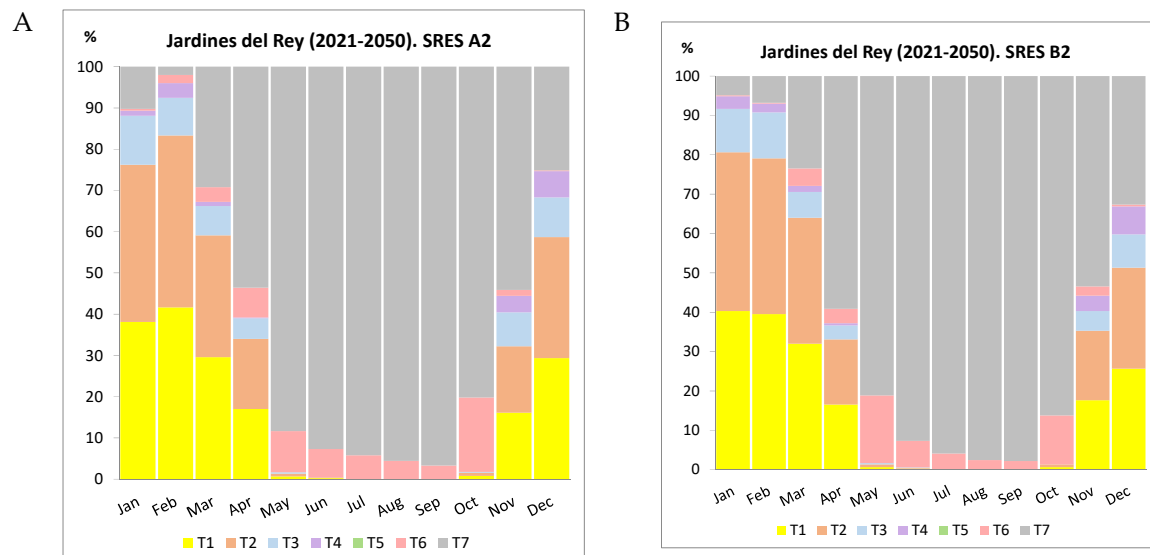 A
% Jardines del Rey (2021-2050). SRES A2
100
90
80
70
60
50
40
30
20
10
0
Jan Feb Mar Apr May Jun Jul Aug Sep Oct Nov Dec
T1 T2 T3 T4 T5 T6 T7
B
% Jardines del Rey (2021-2050). SRES B2
100
90
80
70
60
50
40
30
20
10
0
Jan Feb Mar Apr May Jun Jul Aug Sep Oct Nov Dec
T1 T2 T3 T4 T5 T6 T7